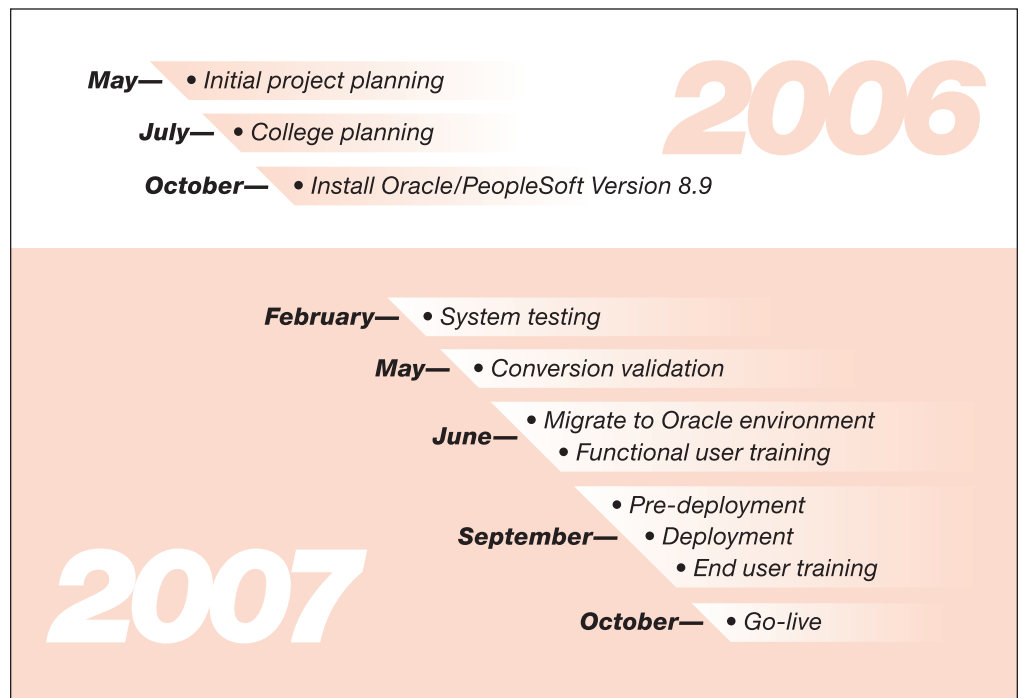 2006
May— • Initial project planning
July— • College planning
October— • Install Oracle/PeopleSoft Version 8.9
February— • System testing
May— • Conversion validation
June— • Migrate to Oracle environment
• Functional user training
September— • Pre-deployment
• Deployment
• End user training
October— • Go-live
2007